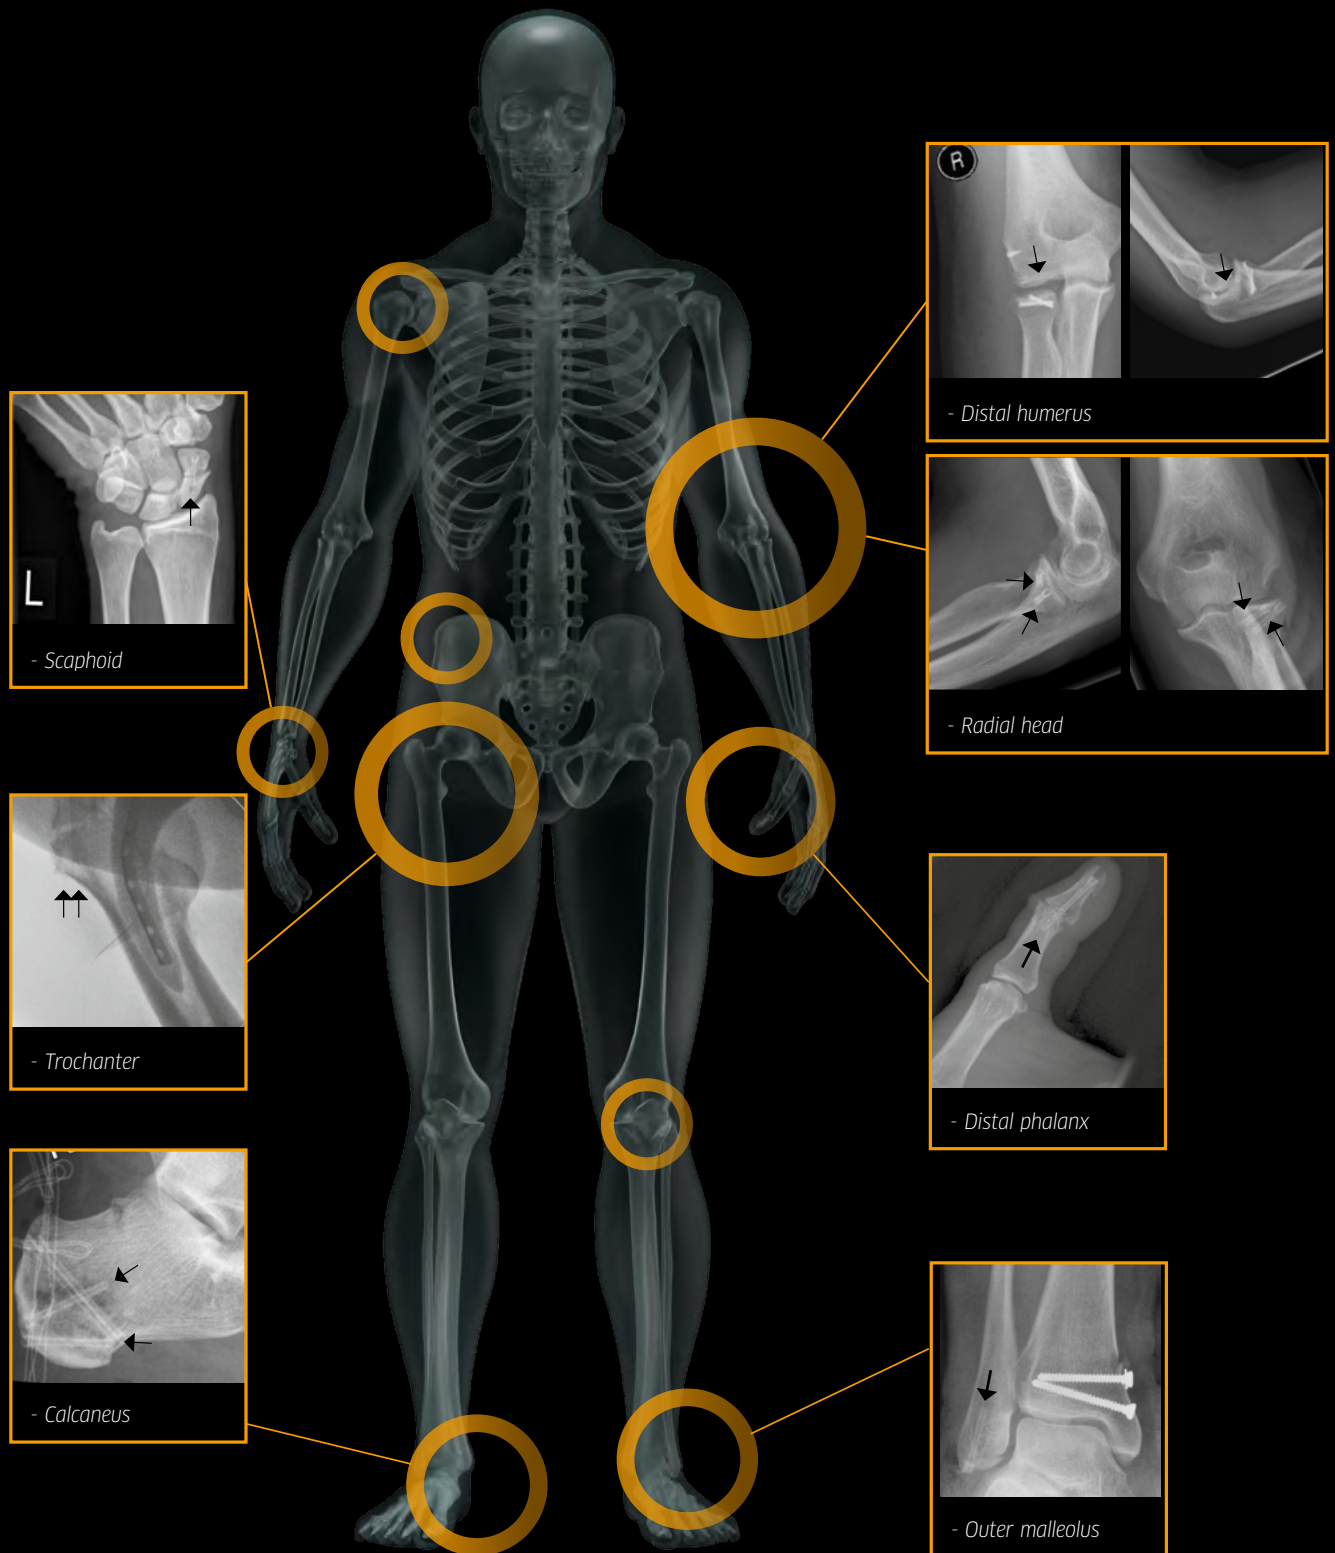 R
- Distal humerus
L
- Scaphoid
- Radial head
- Trochanter
- Distal phalanx
- Calcaneus
- Outer malleolus